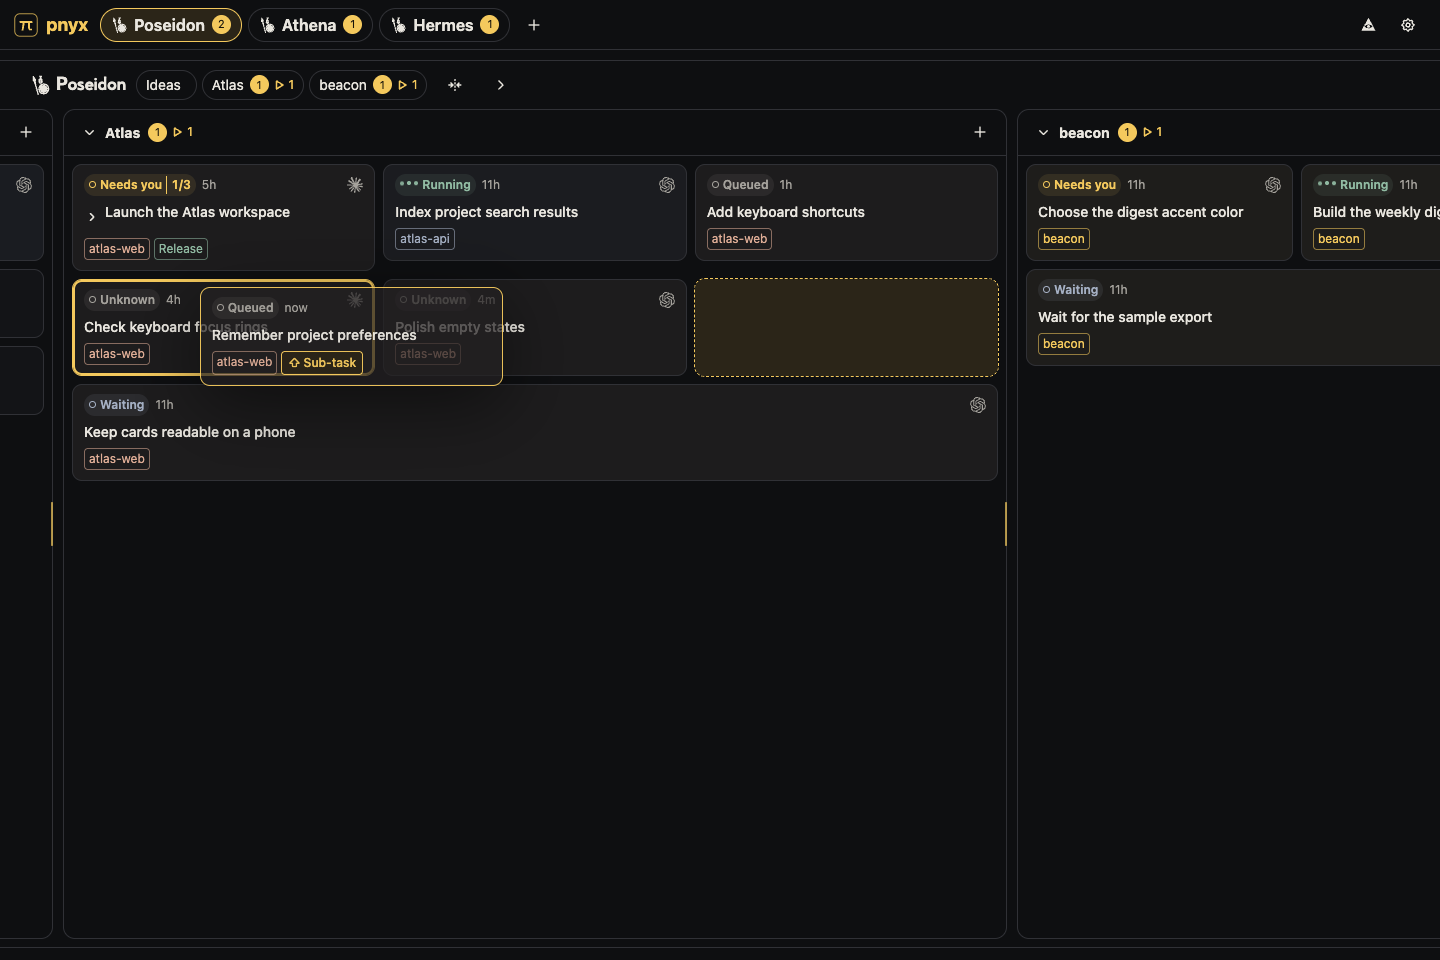 π pnyx Poseidon 2 Athena 1 Hermes 1 +
Poseidon Ideas Atlas 1 1 beacon 1 1
Atlas 1 1
Needs you 1/3 5h
Launch the Atlas workspace
atlas-web Release
Running 11h
Index project search results
atlas-api
Queued 1h
Add keyboard shortcuts
atlas-web
Unknown 4h
Check keyboard focus rings
atlas-web
Queued now
Remember project preferences
atlas-web Sub-task
Unknown 4m
Polish empty states
atlas-web
Waiting 11h
Keep cards readable on a phone
atlas-web
beacon 1 1
Needs you 11h
Choose the digest accent color
beacon
Running 11h
Build the weekly dig
beacon
Waiting 11h
Wait for the sample export
beacon